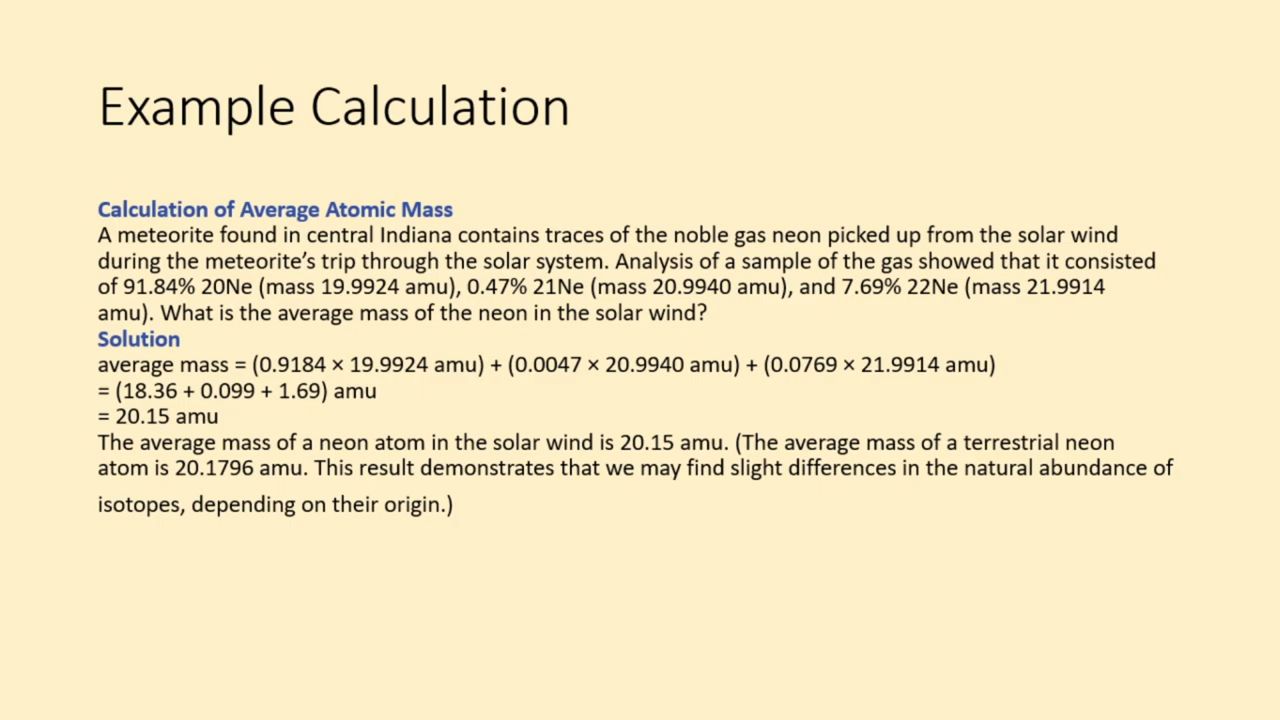 Example Calculation
Calculation of Average Atomic Mass
A meteorite found in central Indiana contains traces of the noble gas neon picked up from the solar wind
during the meteorite’s trip through the solar system. Analysis of a sample of the gas showed that it consisted
of 91.84% 20Ne (mass 19.9924 amu), 0.47% 21Ne (mass 20.9940 amu), and 7.69% 22Ne (mass 21.9914
amu). What is the average mass of the neon in the solar wind?
Solution
average mass = (0.9184 × 19.9924 amu) + (0.0047 × 20.9940 amu) + (0.0769 × 21.9914 amu)
= (18.36 + 0.099 + 1.69) amu
= 20.15 amu
The average mass of a neon atom in the solar wind is 20.15 amu. (The average mass of a terrestrial neon
atom is 20.1796 amu. This result demonstrates that we may find slight differences in the natural abundance of
isotopes, depending on their origin.)